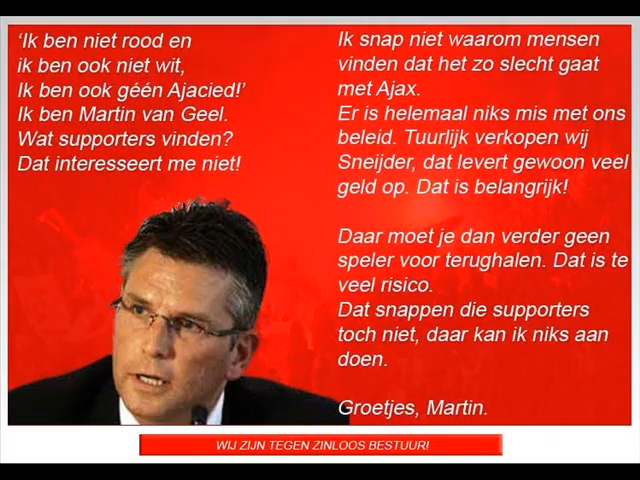 ‘Ik ben niet rood en
ik ben ook niet wit,
Ik ben ook géén Ajacied!’
Ik ben Martin van Geel.
Wat supporters vinden?
Dat interesseert me niet!
Ik snap niet waarom mensen
vinden dat het zo slecht gaat
met Ajax.
Er is helemaal niks mis met ons
beleid. Tuurlijk verkopen wij
Sneijder, dat levert gewoon veel
geld op. Dat is belangrijk!
Daar moet je dan verder geen
speler voor terughalen. Dat is te
veel risico.
Dat snappen die supporters
toch niet, daar kan ik niks aan
doen.
Groetjes, Martin.
WIJ ZIJN TEGEN ZINLOOS BESTUUR!